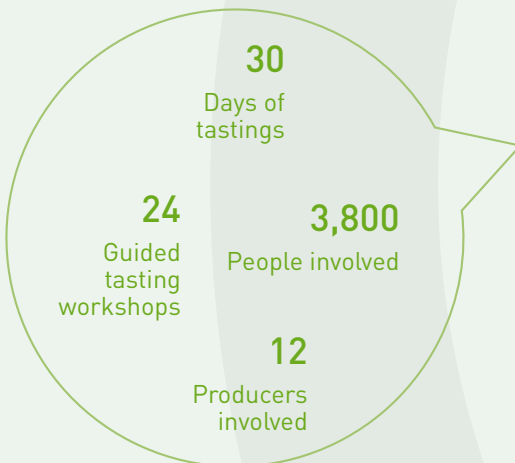 30
Days of
tastings
24
Guided
tasting
workshops
3,800
People involved
12
Producers
involved